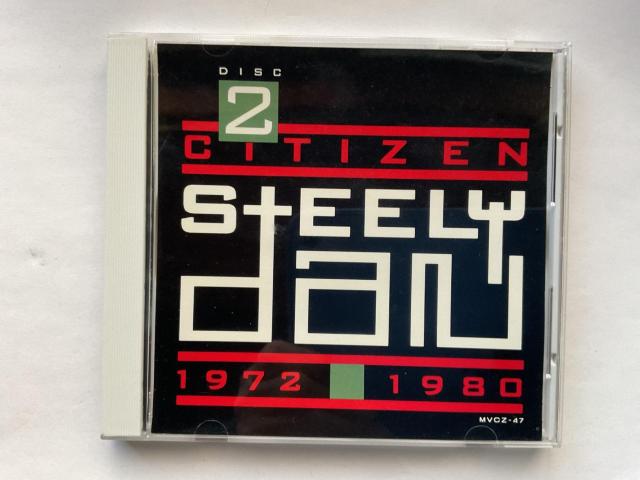 DISC
2
CITIZEN
STEELY
dAN
1972 1980
MVCZ-47